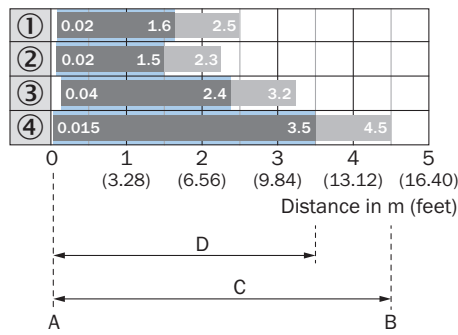 ① 0.02 1.6 2.5
② 0.02 1.5 2.3
③ 0.04 2.4 3.2
④ 0.015 3.5 4.5
0 1 2 3 4 5
(3.28) (6.56) (9.84) (13.12) (16.40)
Distance in m (feet)
D
C
A B